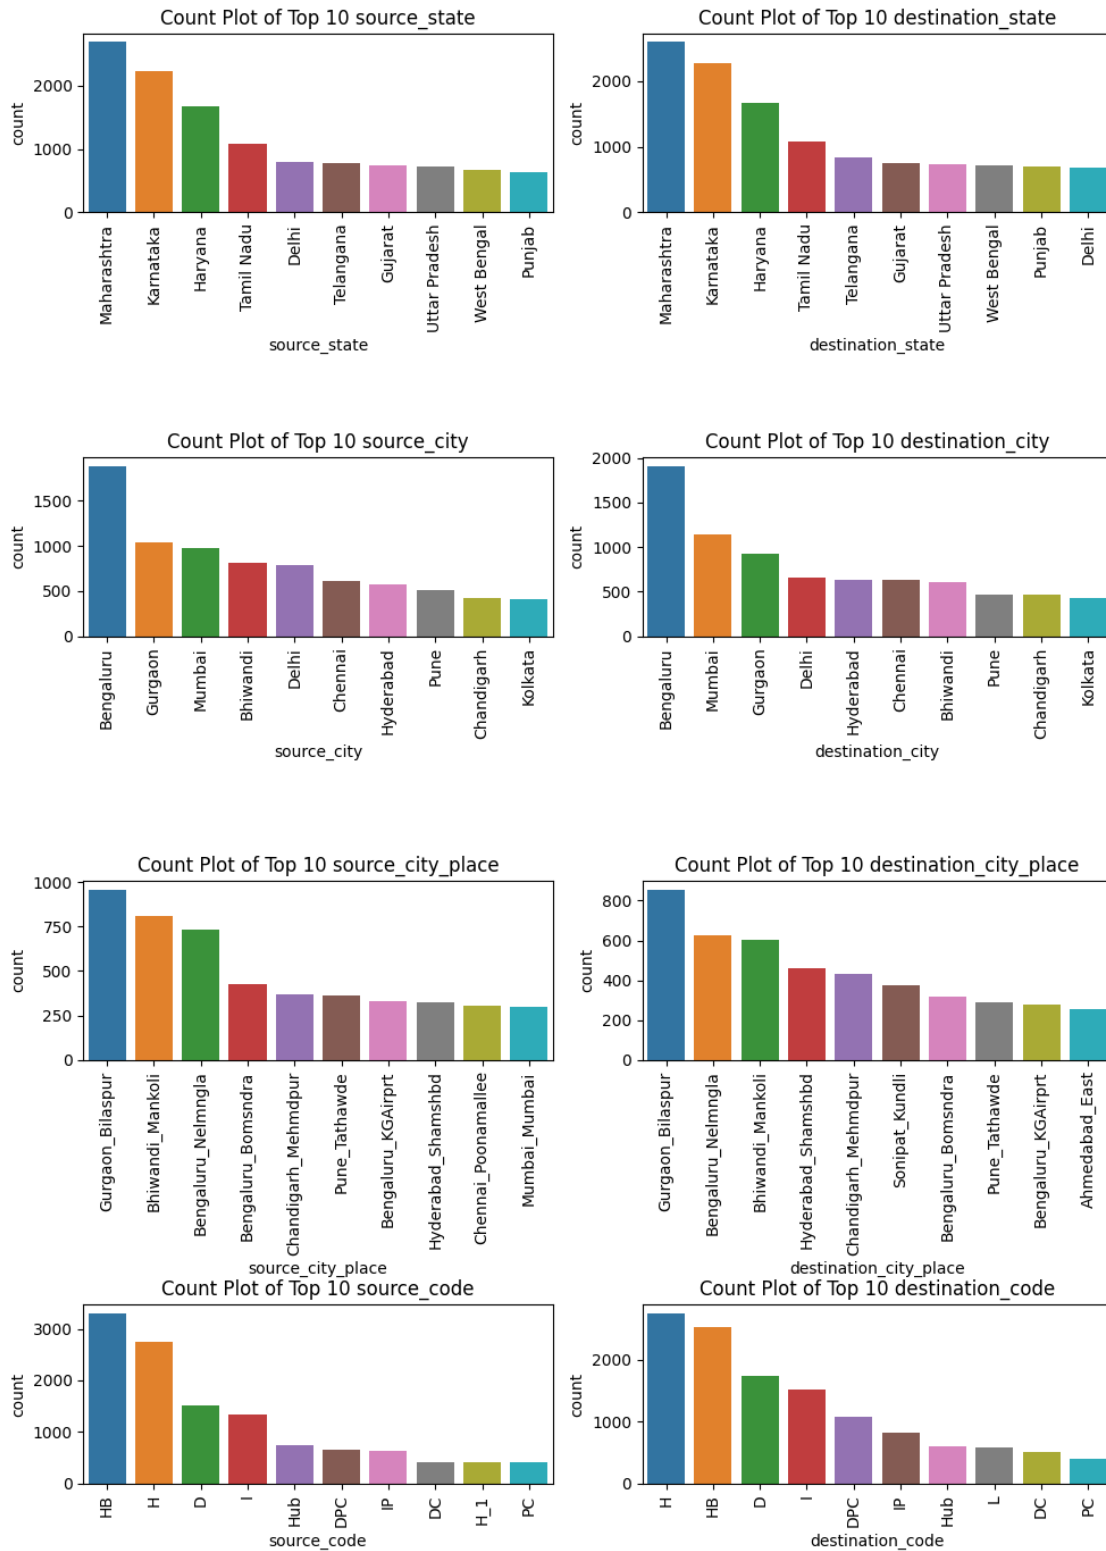 Count Plot of Top 10 source_state
count
2000
1000
0
Maharashtra
Karnataka
Haryana
Tamil Nadu
Delhi
Telangana
Gujarat
Uttar Pradesh
West Bengal
Punjab
source_state
Count Plot of Top 10 destination_state
count
2000
1000
0
Maharashtra
Karnataka
Haryana
Tamil Nadu
Telangana
Gujarat
Uttar Pradesh
West Bengal
Punjab
Delhi
destination_state
Count Plot of Top 10 source_city
count
1500
1000
500
0
Bengaluru
Gurgaon
Mumbai
Bhiwandi
Delhi
Chennai
Hyderabad
Pune
Chandigarh
Kolkata
source_city
Count Plot of Top 10 destination_city
count
2000
1500
1000
500
0
Bengaluru
Mumbai
Gurgaon
Delhi
Hyderabad
Chennai
Bhiwandi
Pune
Chandigarh
Kolkata
destination_city
Count Plot of Top 10 source_city_place
count
1000
750
500
250
0
Gurgaon_Bilaspur
Bhiwandi_Mankoli
Bengaluru_Nelmngla
Bengaluru_Bomsndra
Chandigarh_Mehmdpur
Pune_Tathawde
Bengaluru_KGAirprt
Hyderabad_Shamshbd
Chennai_Poonamallee
Mumbai_Mumbai
source_city_place
Count Plot of Top 10 destination_city_place
count
800
600
400
200
0
Gurgaon_Bilaspur
Bengaluru_Nelmngla
Bhiwandi_Mankoli
Hyderabad_Shamshbd
Chandigarh_Mehmdpur
Sonipat_Kundli
Bengaluru_Bomsndra
Pune_Tathawde
Bengaluru_KGAirprt
Ahmedabad_East
destination_city_place
Count Plot of Top 10 source_code
count
3000
2000
1000
0
HB
H
D
I
Hub
DPC
IP
DC
H_1
PC
source_code
Count Plot of Top 10 destination_code
count
2000
1000
0
H
HB
D
I
DPC
IP
Hub
L
DC
PC
destination_code